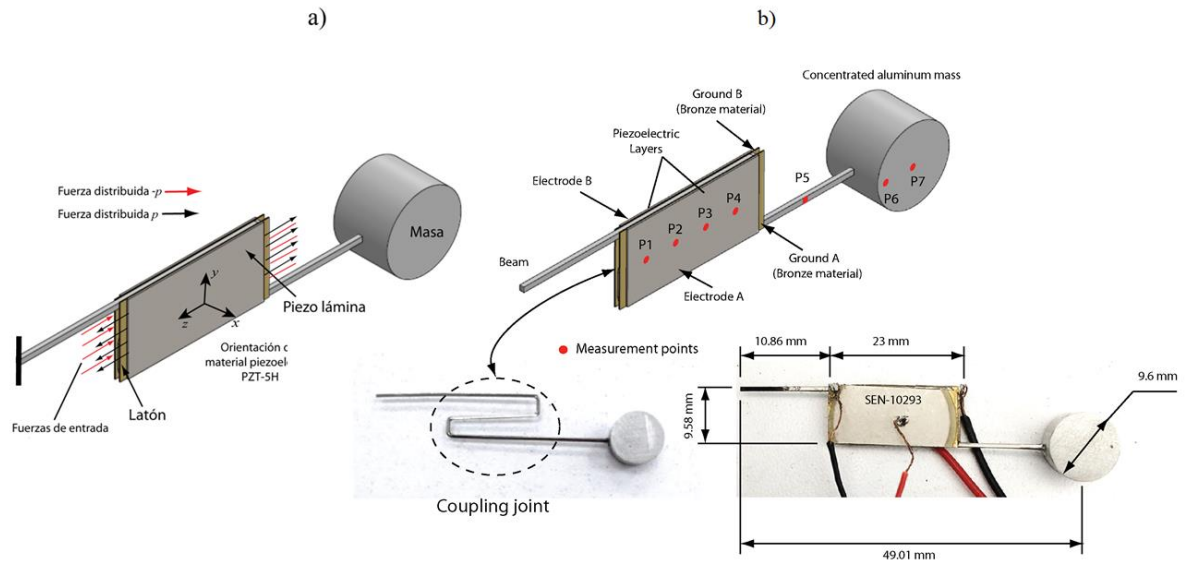 a)
Fuerza distribuida -p
Fuerza distribuida p
Masa
Piezo lámina
y
z
x
Orientación
material
PZT-5H
Latón
Fuerzas de entrada
b)
Concentrated aluminum mass
Ground B
(Bronze material)
Piezoelectric
Layers
Electrode B
P7
P6
P5
P4
P3
P2
P1
Beam
Ground A
(Bronze material)
Electrode A
Measurement points
Coupling joint
10.86 mm
23 mm
9.6 mm
9.58 mm
SEN-10293
49.01 mm